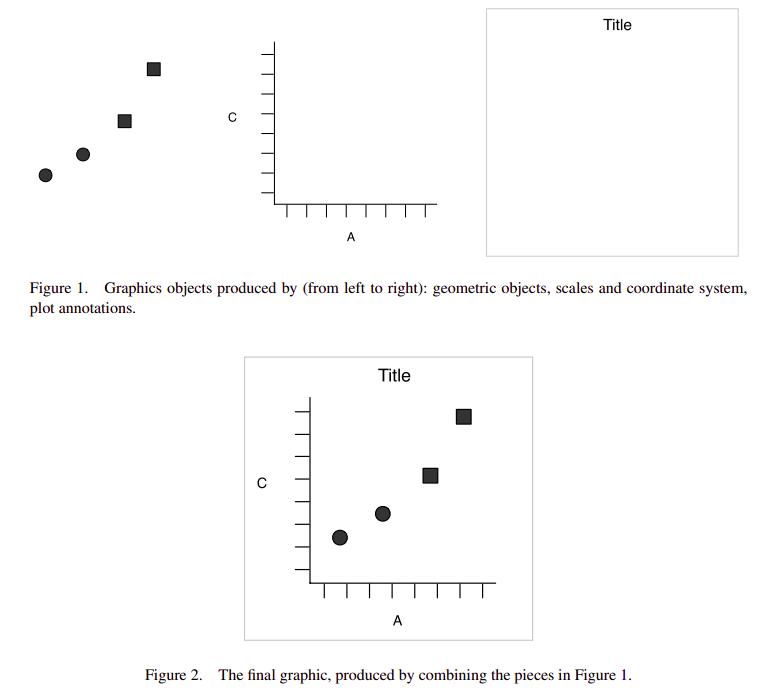 Title
C
A
Figure 1. Graphics objects produced by (from left to right): geometric objects, scales and coordinate system,
plot annotations.
Title
C
A
Figure 2. The final graphic, produced by combining the pieces in Figure 1.